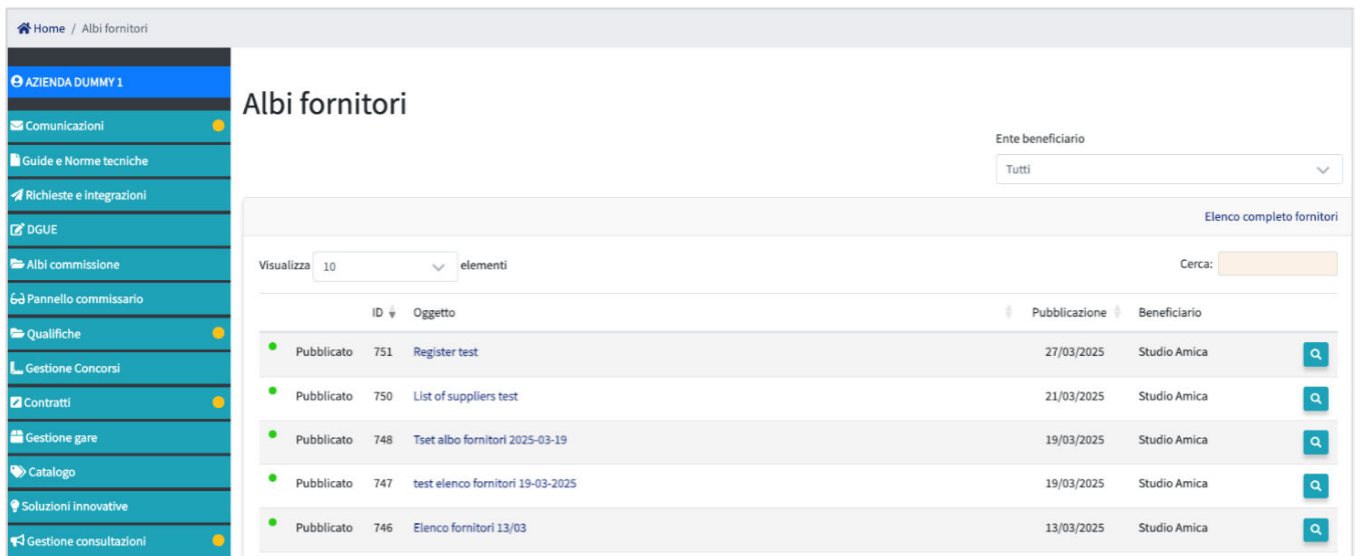 Home / Albi fornitori
AZIENDA DUMMY 1
Comunicazioni
Guide e Norme tecniche
Richieste e integrazioni
DGUE
Albi commissione
Pannello commissario
Qualifiche
Gestione Concorsi
Contratti
Gestione gare
Catalogo
Soluzioni innovative
Gestione consultazioni
Albi fornitori
Ente beneficiario
Tutti
Elenco completo fornitori
Visualizza 10 elementi
Cerca:
ID Oggetto Pubblicazione Beneficiario
Pubblicato 751 Register test 27/03/2025 Studio Amica
Pubblicato 750 List of suppliers test 21/03/2025 Studio Amica
Pubblicato 748 Tset albo fornitori 2025-03-19 19/03/2025 Studio Amica
Pubblicato 747 test elenco fornitori 19-03-2025 19/03/2025 Studio Amica
Pubblicato 746 Elenco fornitori 13/03 13/03/2025 Studio Amica